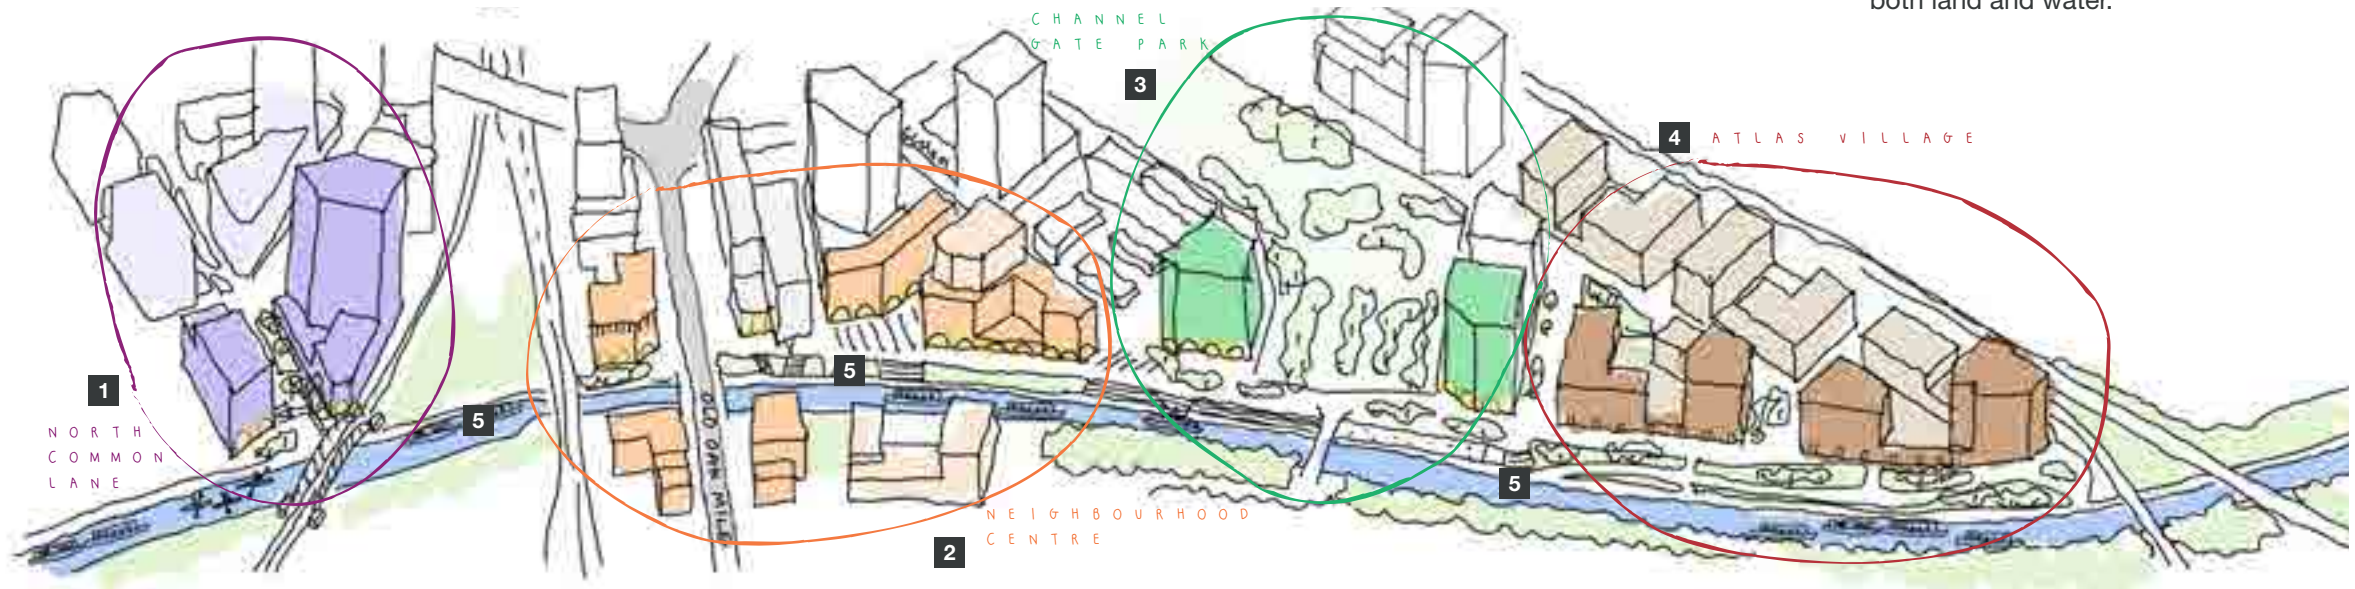 both land and water.
CHANNEL
GATE PARK
3
4 ATLAS VILLAGE
1
NORTH
COMMON
LANE
5
5
OLD OAK MILE
5
2
NEIGHBOURHOOD
CENTRE